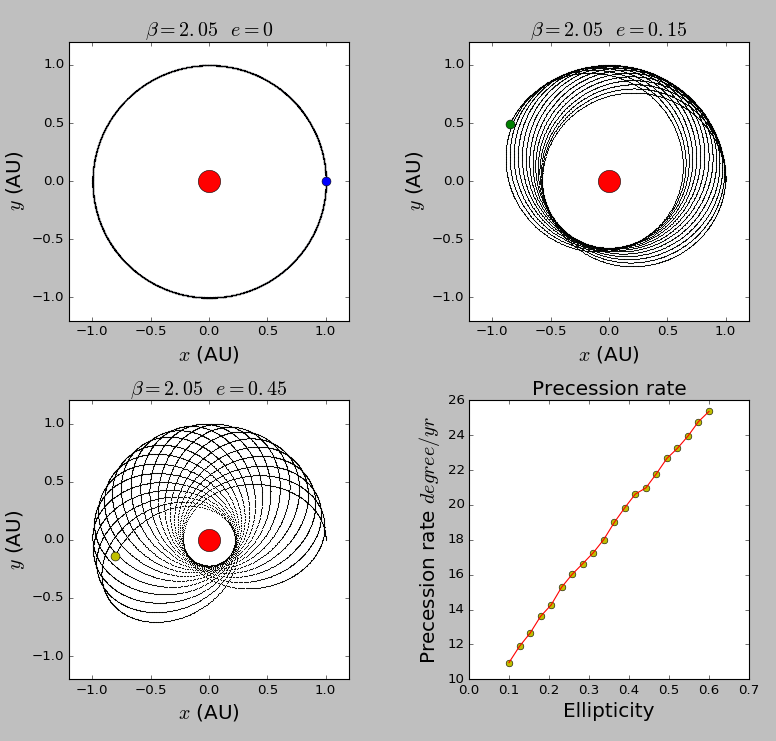 β=2.05 e=0
1.0
0.5
0.0
−0.5
−1.0
y (AU)
−1.0 −0.5 0.0 0.5 1.0
x (AU)
β=2.05 e=0.15
1.0
0.5
0.0
−0.5
−1.0
y (AU)
−1.0 −0.5 0.0 0.5 1.0
x (AU)
β=2.05 e=0.45
1.0
0.5
0.0
−0.5
−1.0
y (AU)
−1.0 −0.5 0.0 0.5 1.0
x (AU)
Precession rate
26
24
22
20
18
16
14
12
10
Precession rate degree/yr
0.0 0.1 0.2 0.3 0.4 0.5 0.6 0.7
Ellipticity